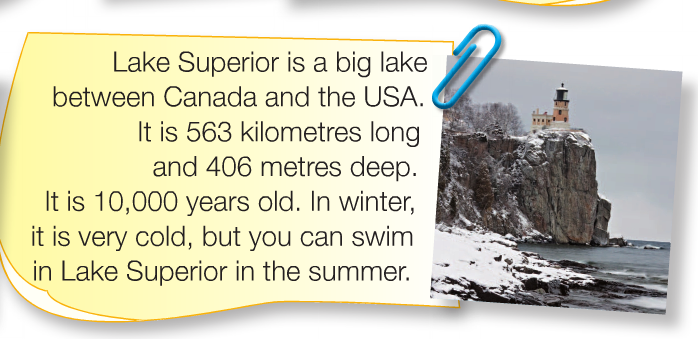 Lake Superior is a big lake
between Canada and the USA.
It is 563 kilometres long
and 406 metres deep.
It is 10,000 years old. In winter,
it is very cold, but you can swim
in Lake Superior in the summer.